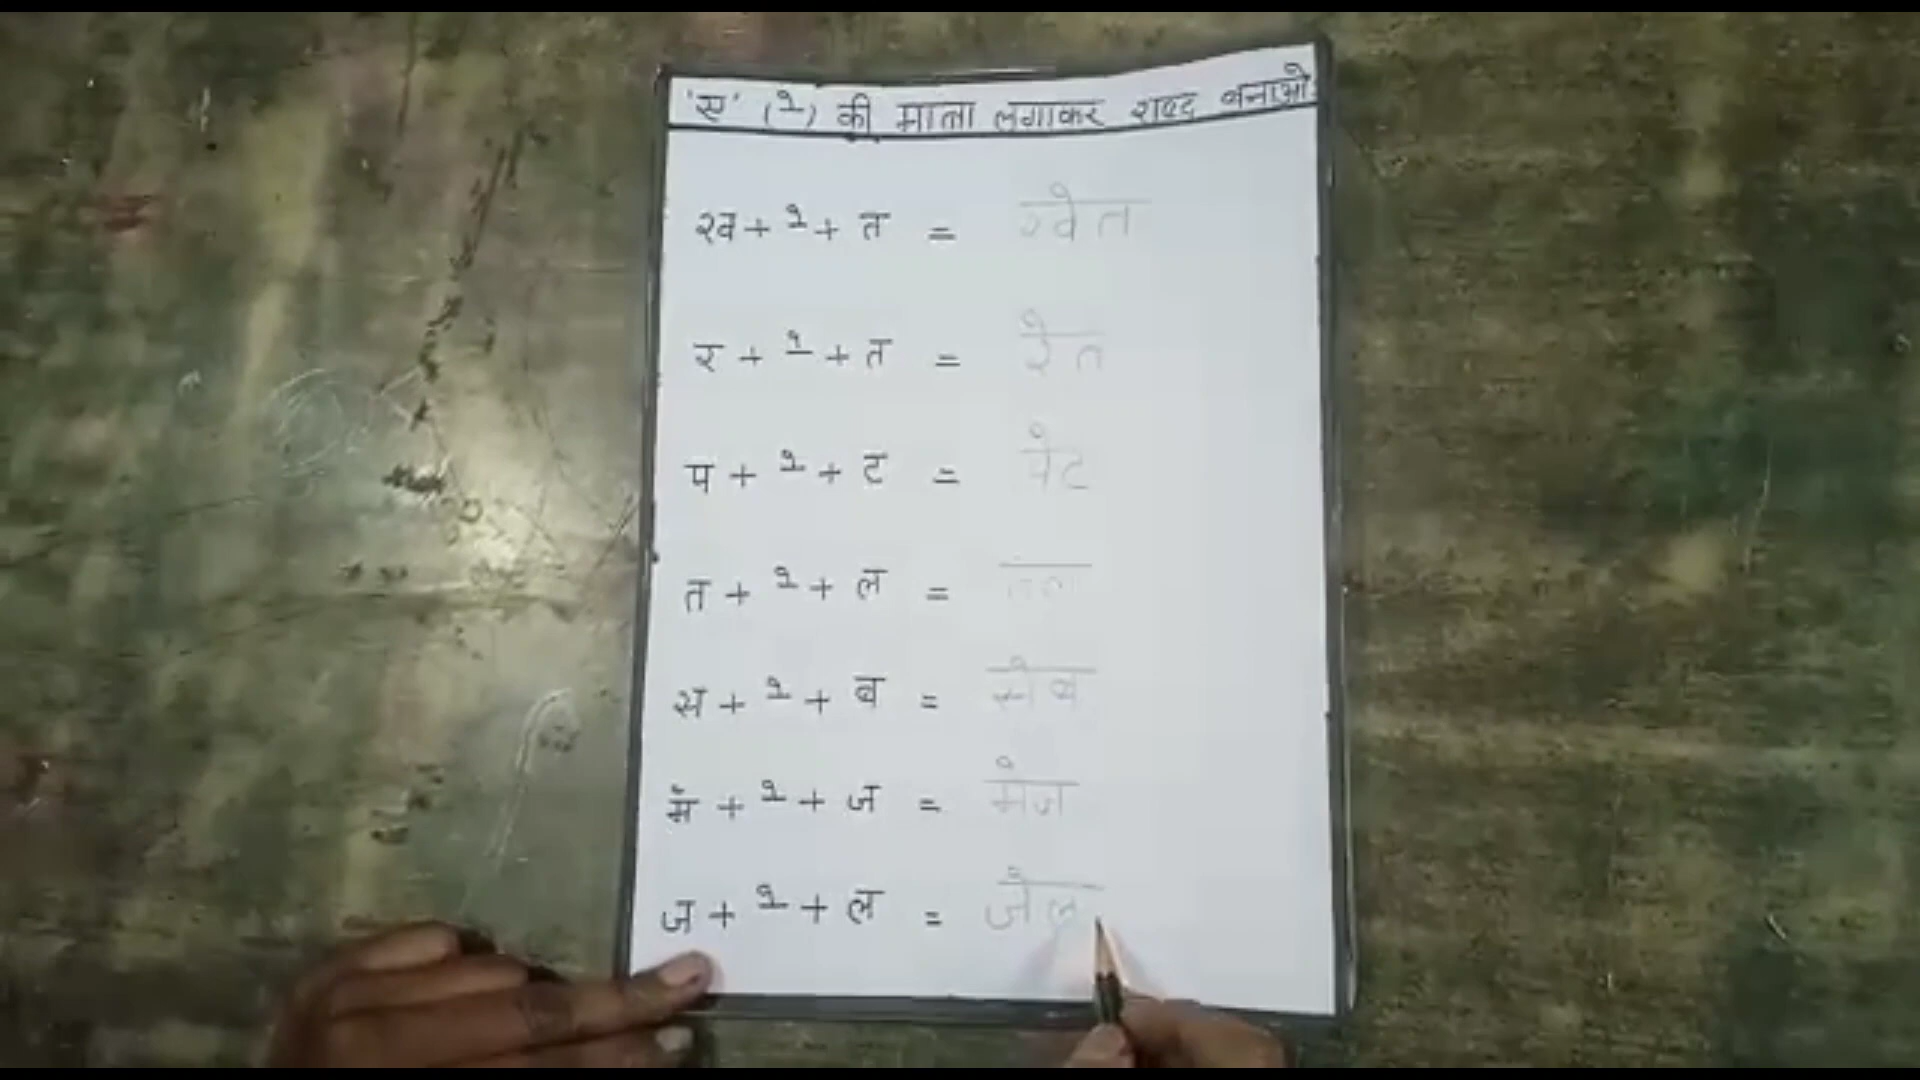 'ए' ( े) की मात्रा लगाकर शब्द बनाओ
ख + े + त = खेत
र + े + त = रेत
प + े + ट = पेट
त + े + ल = तेल
स + े + ब = सेब
म + े + ज = मेज
ज + े + ल = जेल